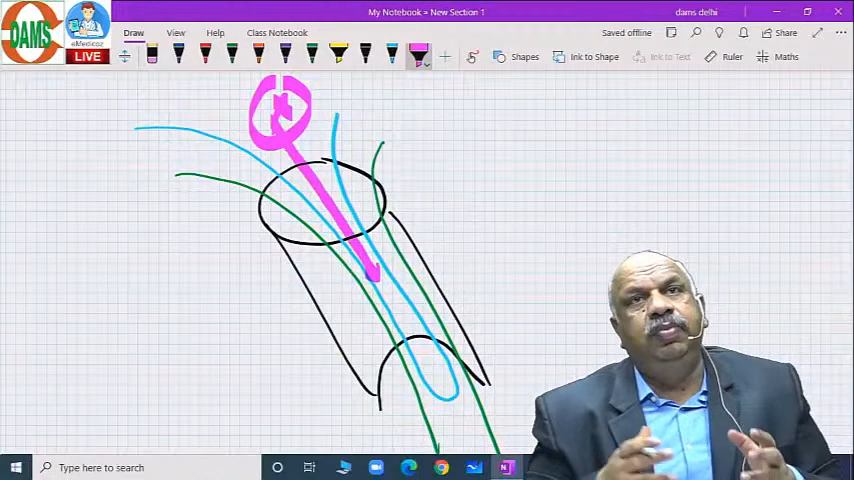 My Notebook = New Section 1
dams delhi
DAMS
eMedicoz
LIVE
Draw
View
Help
Class Notebook
Saved offline
Share
Shapes
Ink to Shape
Ink to Text
Ruler
Maths
N
Type here to search